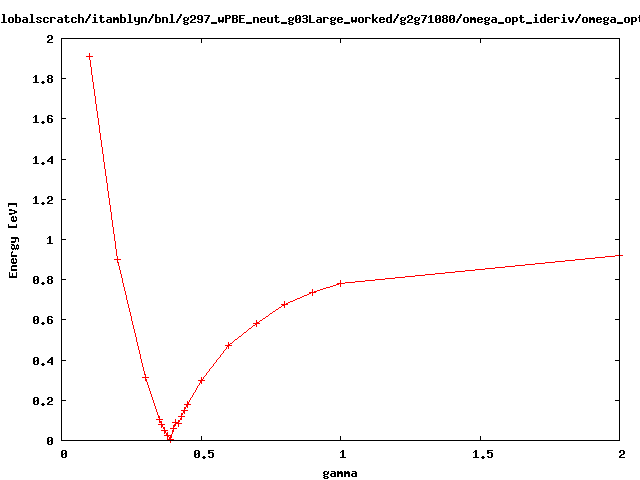 lobalscratch/itamblyn/bnl/g297_wPBE_neut_g03Large_worked/g2g71080/omega_opt_ideriv/omega_opt
2
1.8
1.6
1.4
1.2
1
0.8
0.6
0.4
0.2
0
Energy [eV]
0 0.5 1 1.5 2
gamma